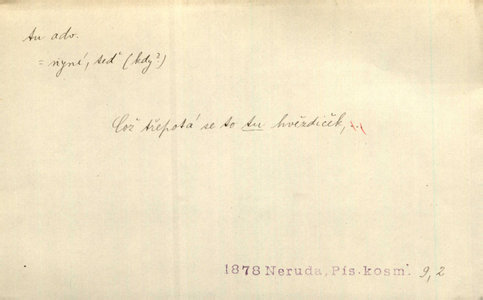 tu adv.
= nyní, teď (kdy?)
Což třepotá se to tu hvězdiček,
1878 Neruda, Pís. kosm. 9,2